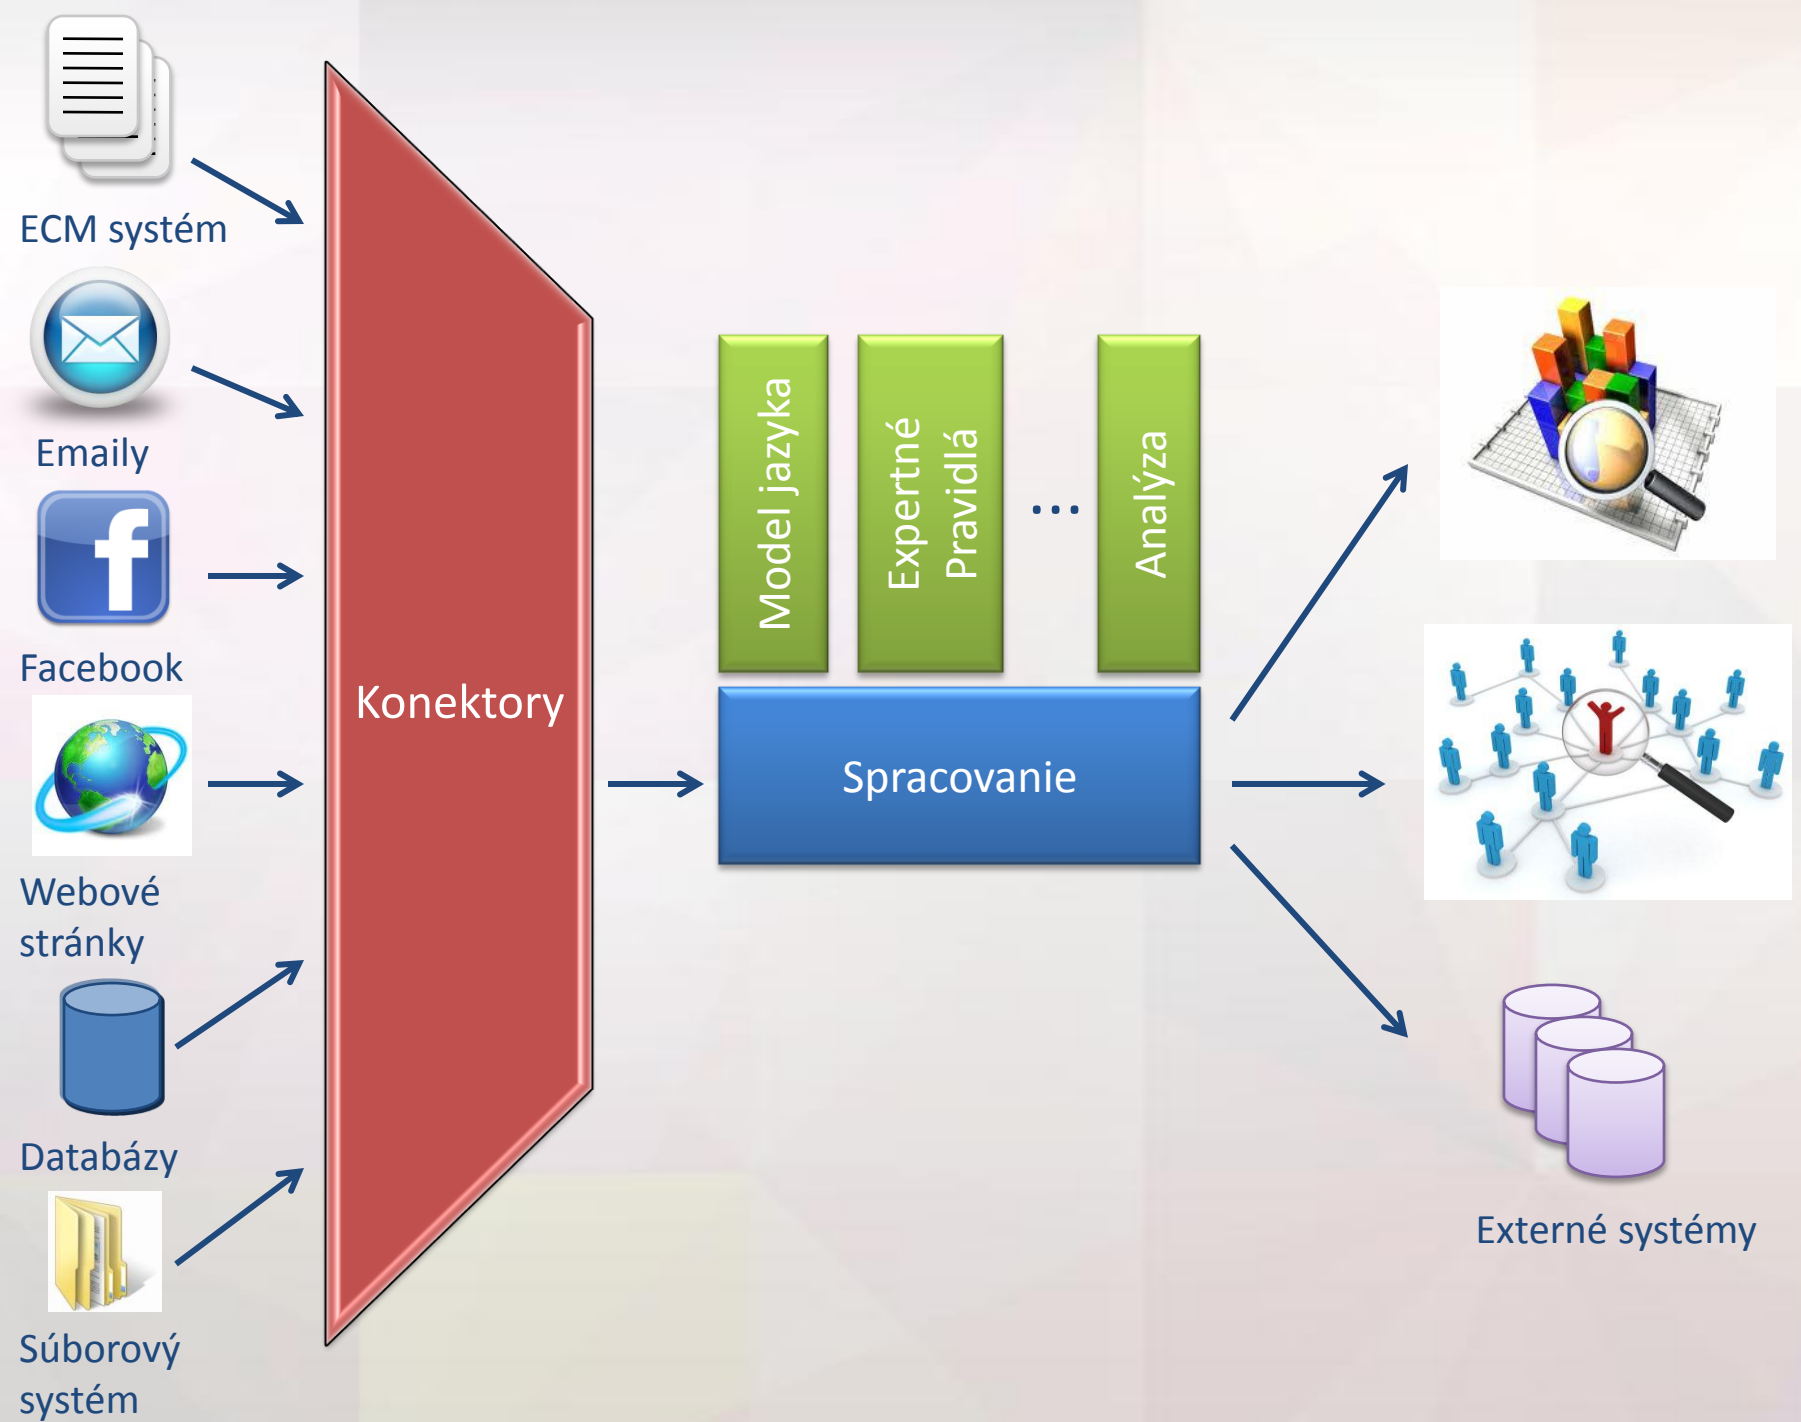 ECM systém
Emaily
Facebook
Webové
stránky
Databázy
Súborový
systém
Konektory
Model jazyka
Expertné
Pravidlá
...
Analýza
Spracovanie
Externé systémy